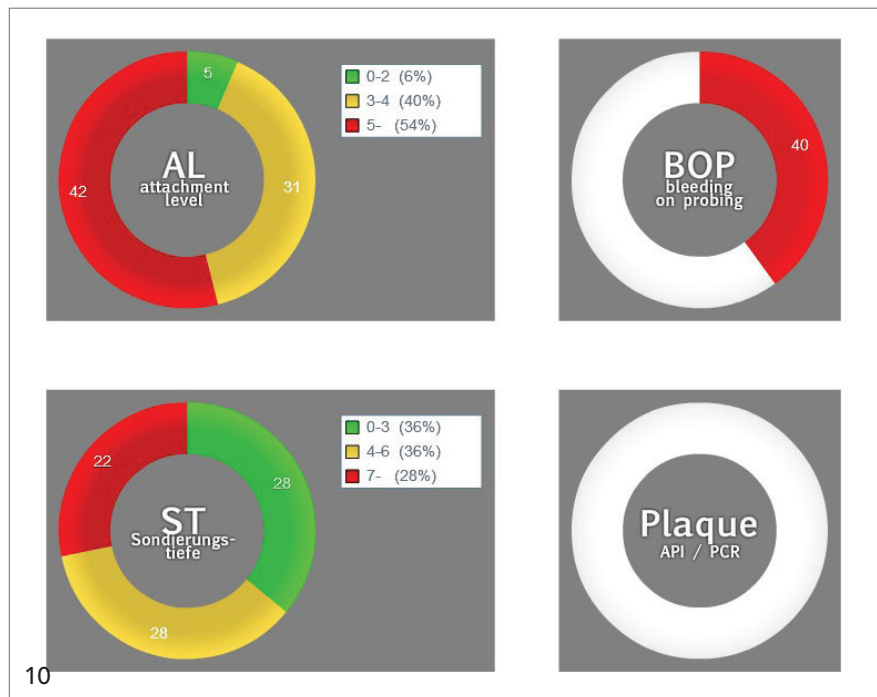 5
31
42
AL
attachment
level
0-2 (6%)
3-4 (40%)
5- (54%)
40
BOP
bleeding
on probing
28
28
22
ST
Sondierungs-
tiefe
0-3 (36%)
4-6 (36%)
7- (28%)
Plaque
API / PCR
10